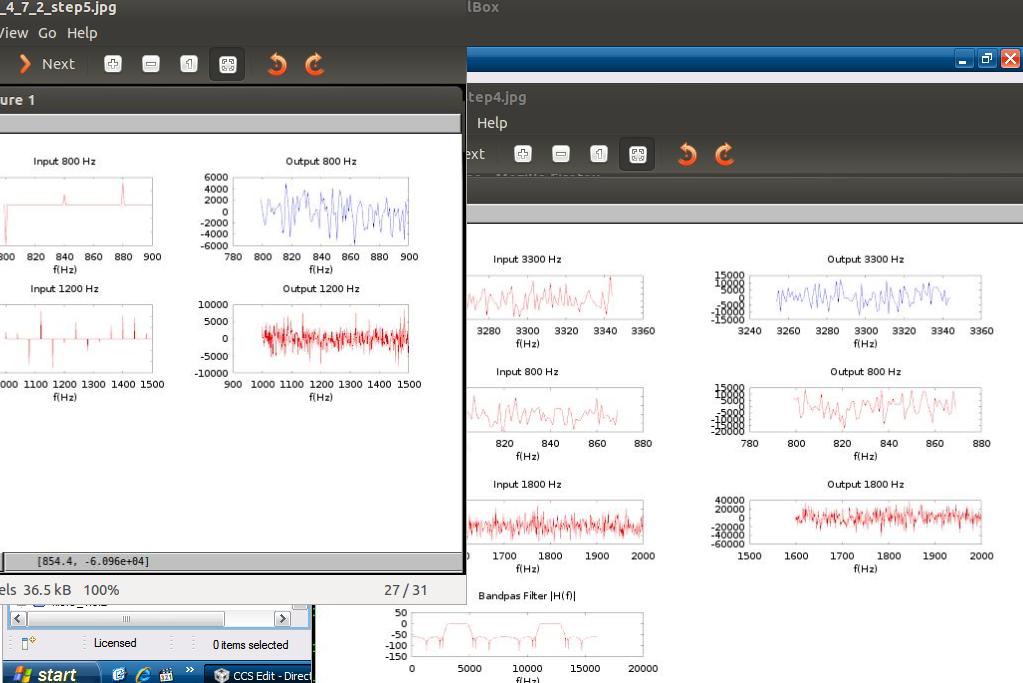 _4_7_2_step5.jpg
View Go Help
Next
ure 1
Input 800 Hz
Output 800 Hz
6000
4000
2000
0
-2000
-4000
-6000
800 820 840 860 880 900
780 800 820 840 860 880 900
f(Hz)
f(Hz)
Input 1200 Hz
Output 1200 Hz
10000
5000
0
-5000
-10000
000 1100 1200 1300 1400 1500
900 1000 1100 1200 1300 1400 1500
f(Hz)
f(Hz)
[854.4, -6.096e+04]
els 36.5 kB 100%
27 / 31
lBox
tep4.jpg
Help
ext
Input 3300 Hz
Output 3300 Hz
15000
10000
5000
0
-5000
-10000
-15000
3280 3300 3320 3340 3360
3240 3260 3280 3300 3320 3340 3360
f(Hz)
f(Hz)
Input 800 Hz
Output 800 Hz
15000
10000
5000
0
-5000
-10000
-15000
-20000
820 840 860 880
780 800 820 840 860 880
f(Hz)
f(Hz)
Input 1800 Hz
Output 1800 Hz
40000
20000
0
-20000
-40000
-60000
1700 1800 1900 2000
1500 1600 1700 1800 1900 2000
f(Hz)
f(Hz)
Bandpas Filter |H(f)|
50
0
-50
-100
-150
0 5000 10000 15000 20000
f(Hz)
Licensed
0 items selected
start
CCS Edit - Direct